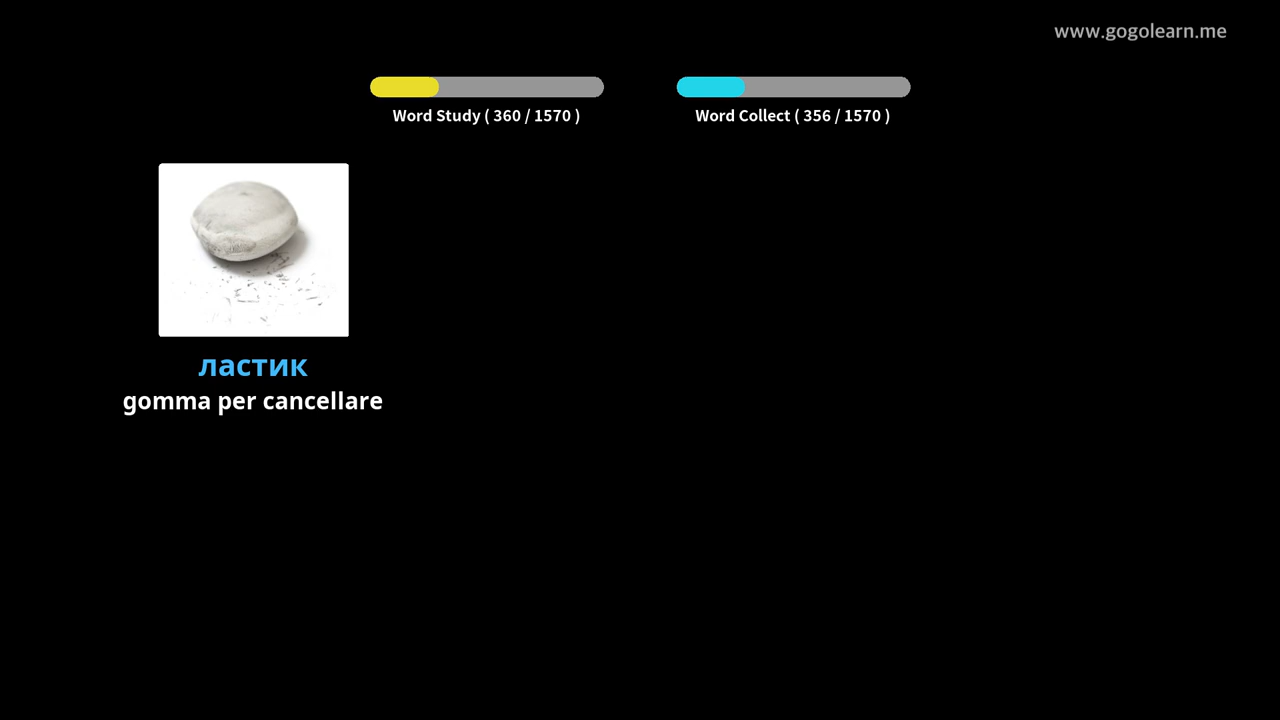 www.gogolearn.me
Word Study ( 360 / 1570 )
Word Collect ( 356 / 1570 )
ластик
gomma per cancellare